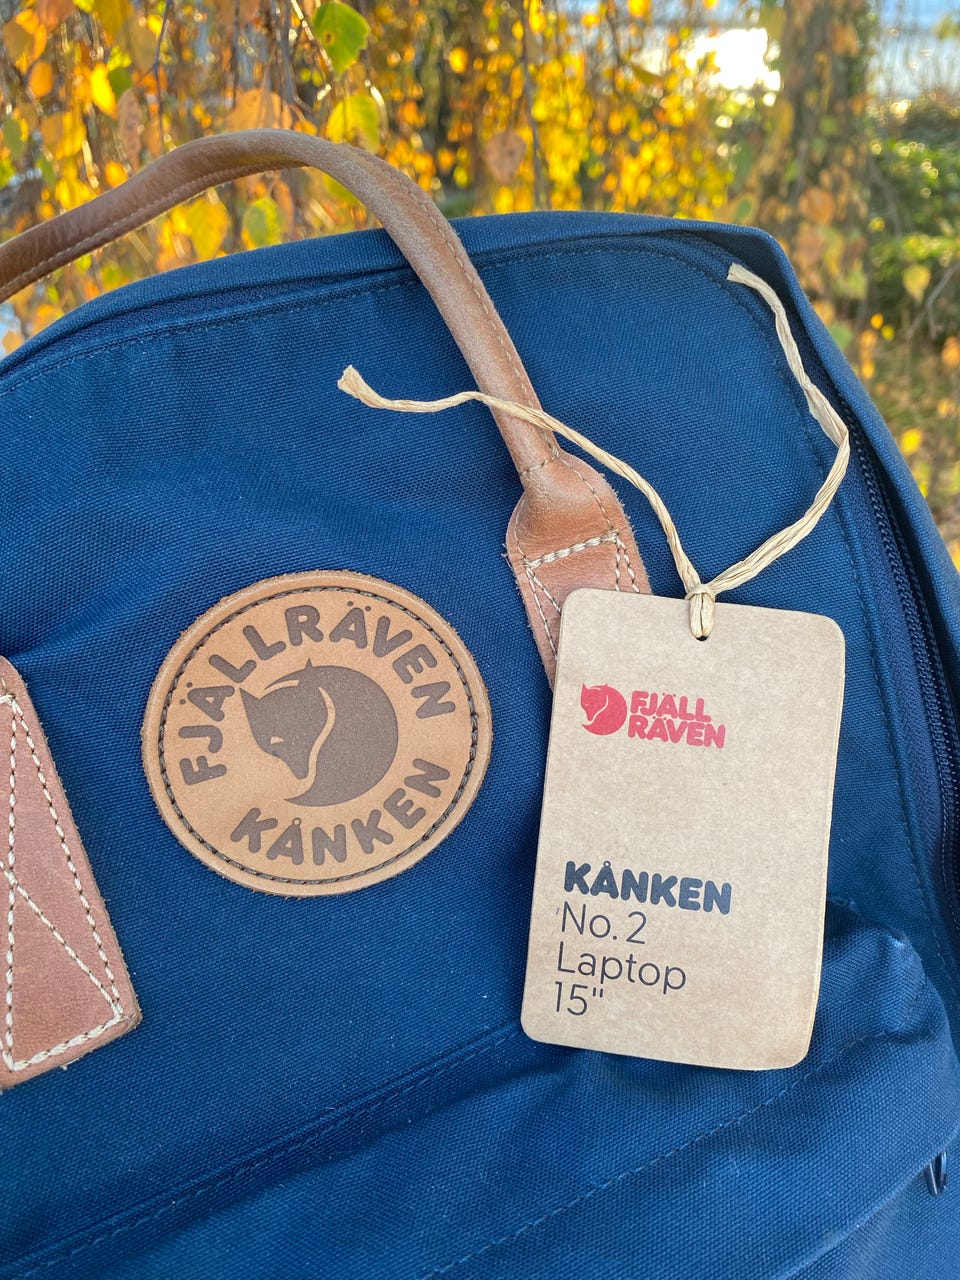 FJÄLLRÄVEN
KÅNKEN
FJÄLL
RÄVEN
KÅNKEN
No. 2
Laptop
15"